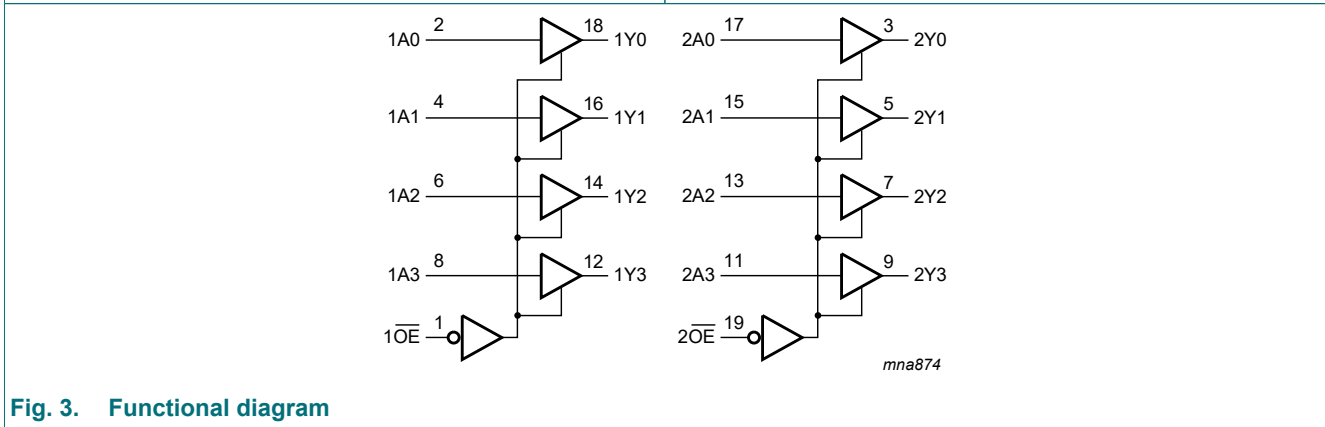 2 18 17 3
1A0 1Y0 2A0 2Y0
4 16 15 5
1A1 1Y1 2A1 2Y1
6 14 13 7
1A2 1Y2 2A2 2Y2
8 12 11 9
1A3 1Y3 2A3 2Y3
1 19
1O̅E̅ 2O̅E̅
mna874
Fig. 3. Functional diagram